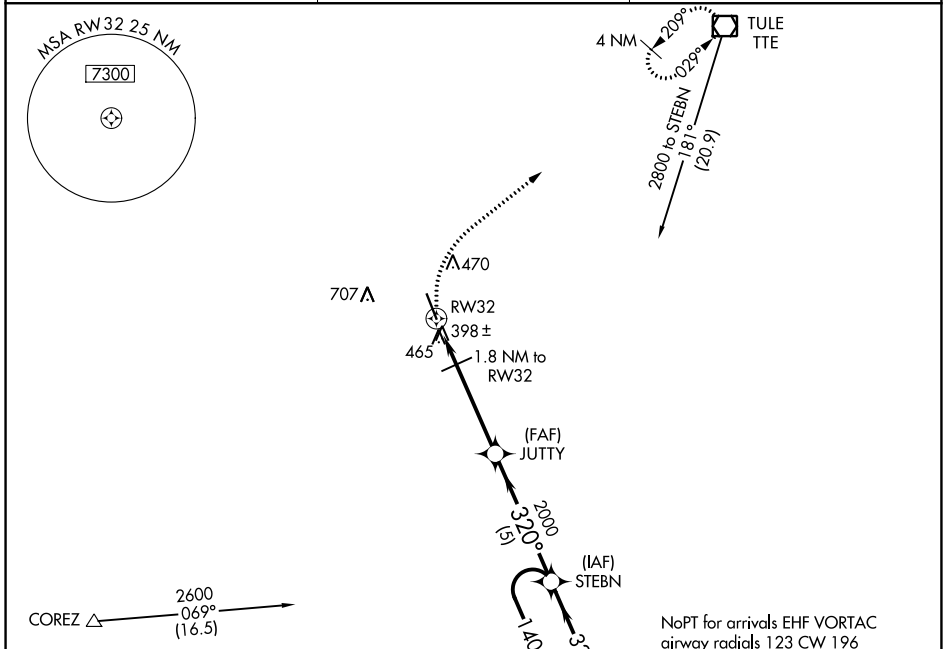 MSA RW32 25 NM
7300
4 NM
209°
029°
TULE
TTE
2800 to STEBN
181°
(20.9)
470
707
RW32
398 ±
465
1.8 NM to
RW32
(FAF)
JUTTY
2000
320°
(5)
(IAF)
STEBN
2600
069°
(16.5)
COREZ
140
NoPT for arrivals EHF VORTAC
airway radials 123 CW 196